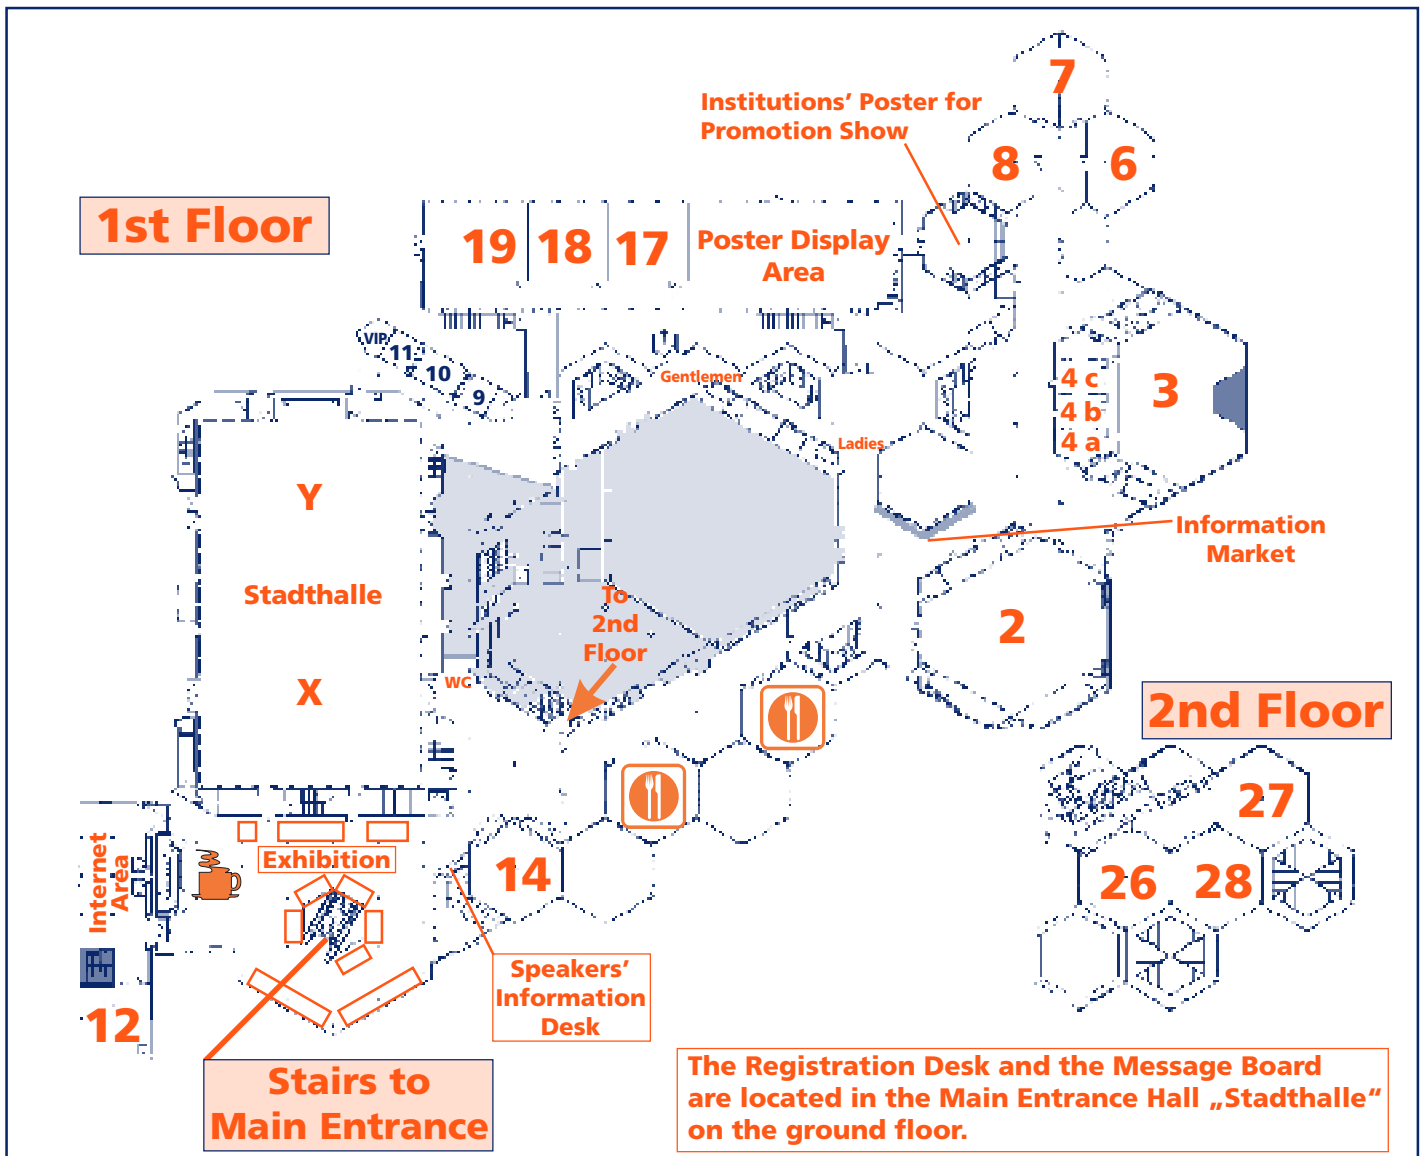 7
Institutions’ Poster for
Promotion Show
8
6
1st Floor
19
18
17
Poster Display
Area
VIP
11
10
9
Gentlemen
Ladies
4 c
4 b
4 a
3
Y
Stadthalle
X
WC
To
2nd
Floor
Information
Market
2
2nd Floor
27
26
28
Internet
Area
Exhibition
14
12
Speakers’
Information
Desk
Stairs to
Main Entrance
The Registration Desk and the Message Board
are located in the Main Entrance Hall „Stadthalle“
on the ground floor.